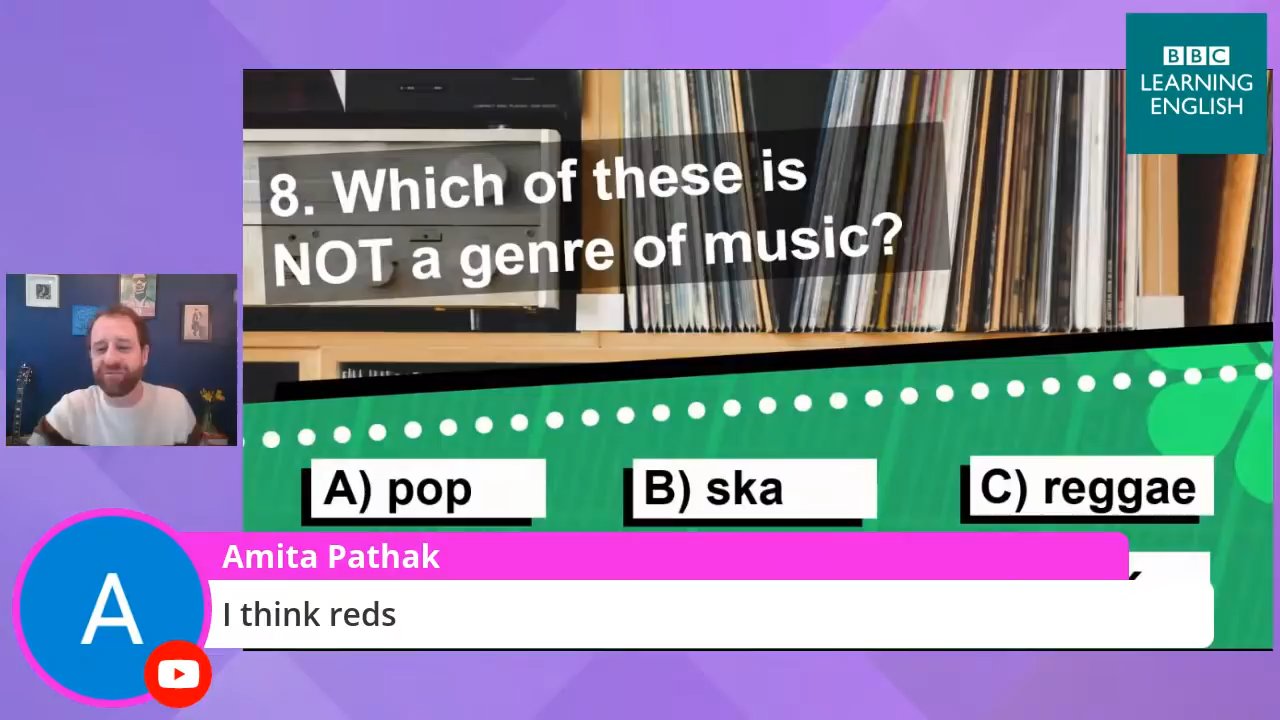 BBC
LEARNING
ENGLISH
8. Which of these is
NOT a genre of music?
A) pop
B) ska
C) reggae
Amita Pathak
A
I think reds